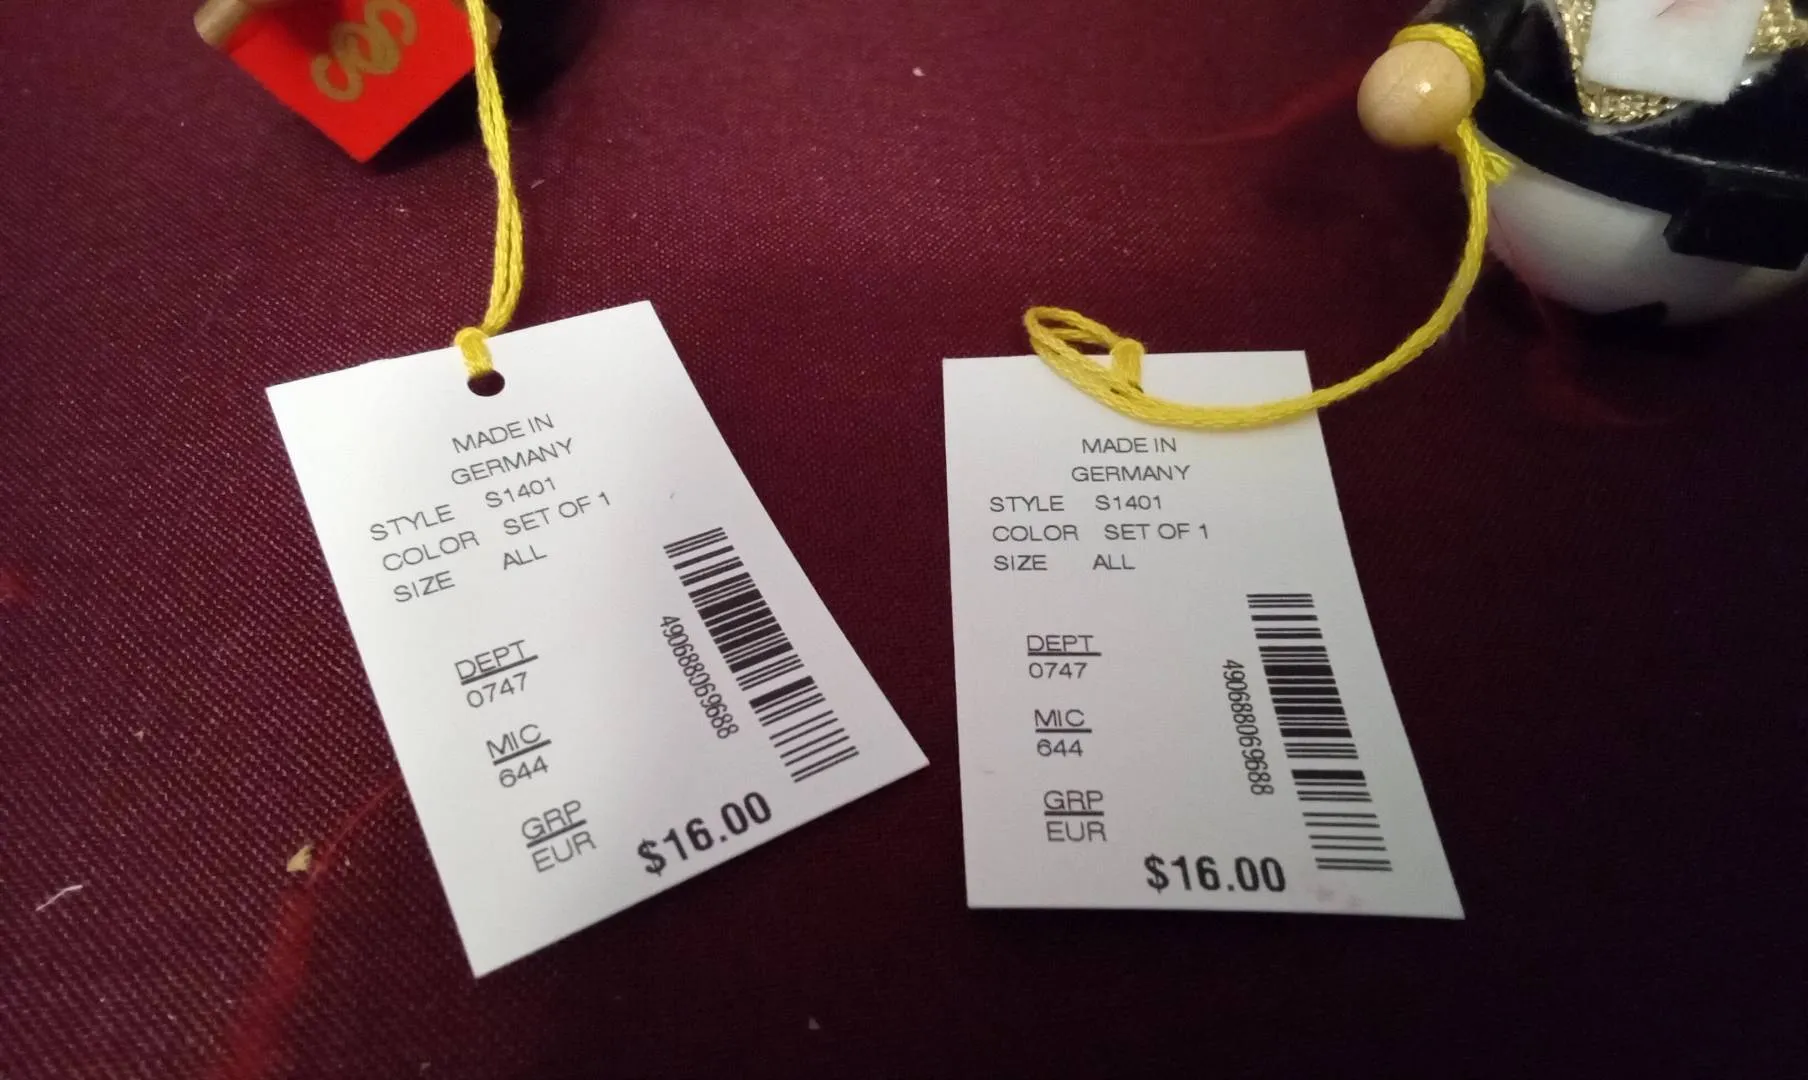 MADE IN
GERMANY
STYLE S1401
COLOR SET OF 1
SIZE ALL
DEPT
0747
MIC
644
GRP
EUR
490688069688
$16.00
MADE IN
GERMANY
STYLE S1401
COLOR SET OF 1
SIZE ALL
DEPT
0747
MIC
644
GRP
EUR
490688069688
$16.00